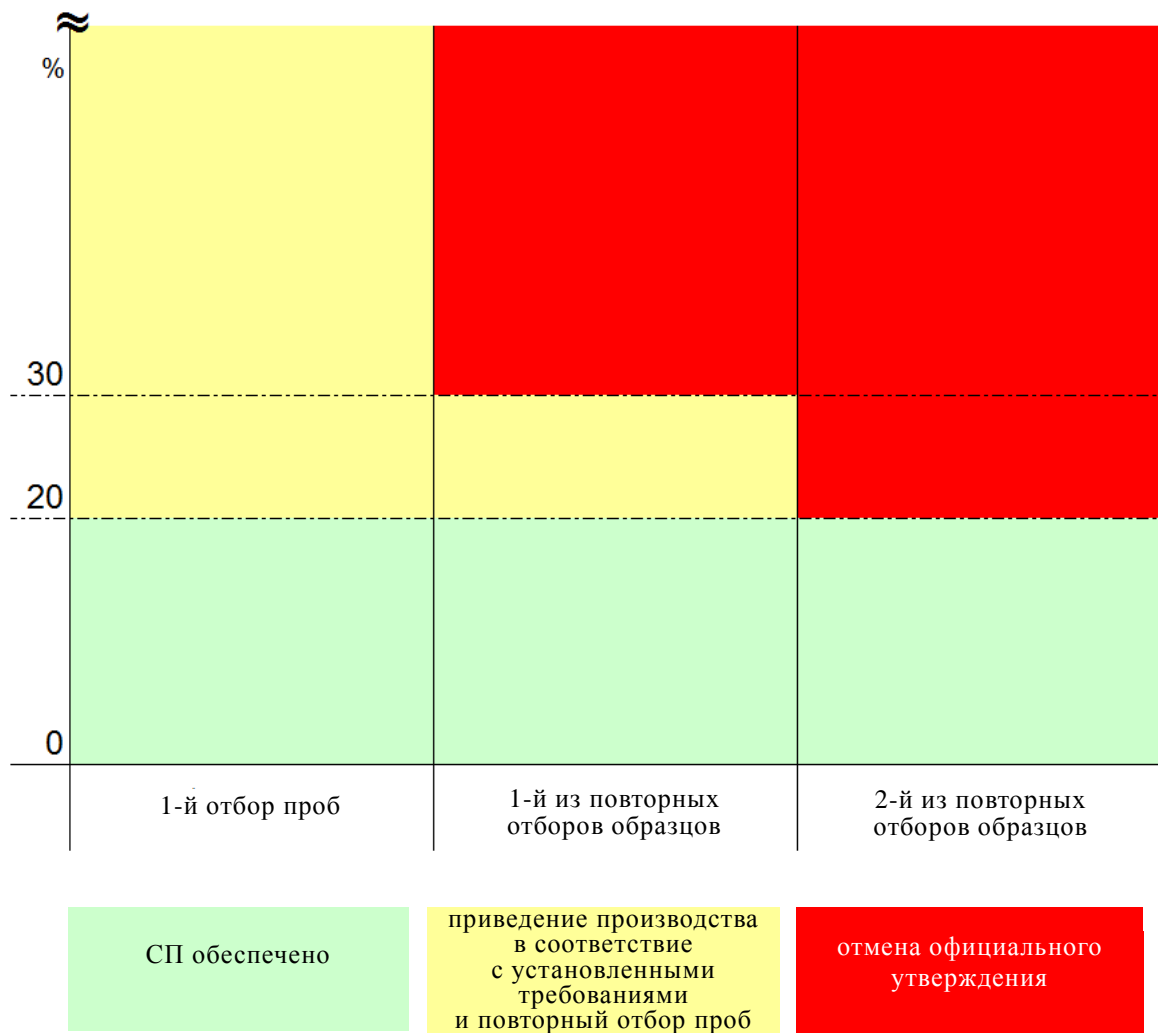 ≈
%
30
20
0
1-й отбор проб
1-й из повторных
отборов образцов
2-й из повторных
отборов образцов
СП обеспечено
приведение производства
в соответствие
с установленными
требованиями
и повторный отбор проб
отмена официального
утверждения